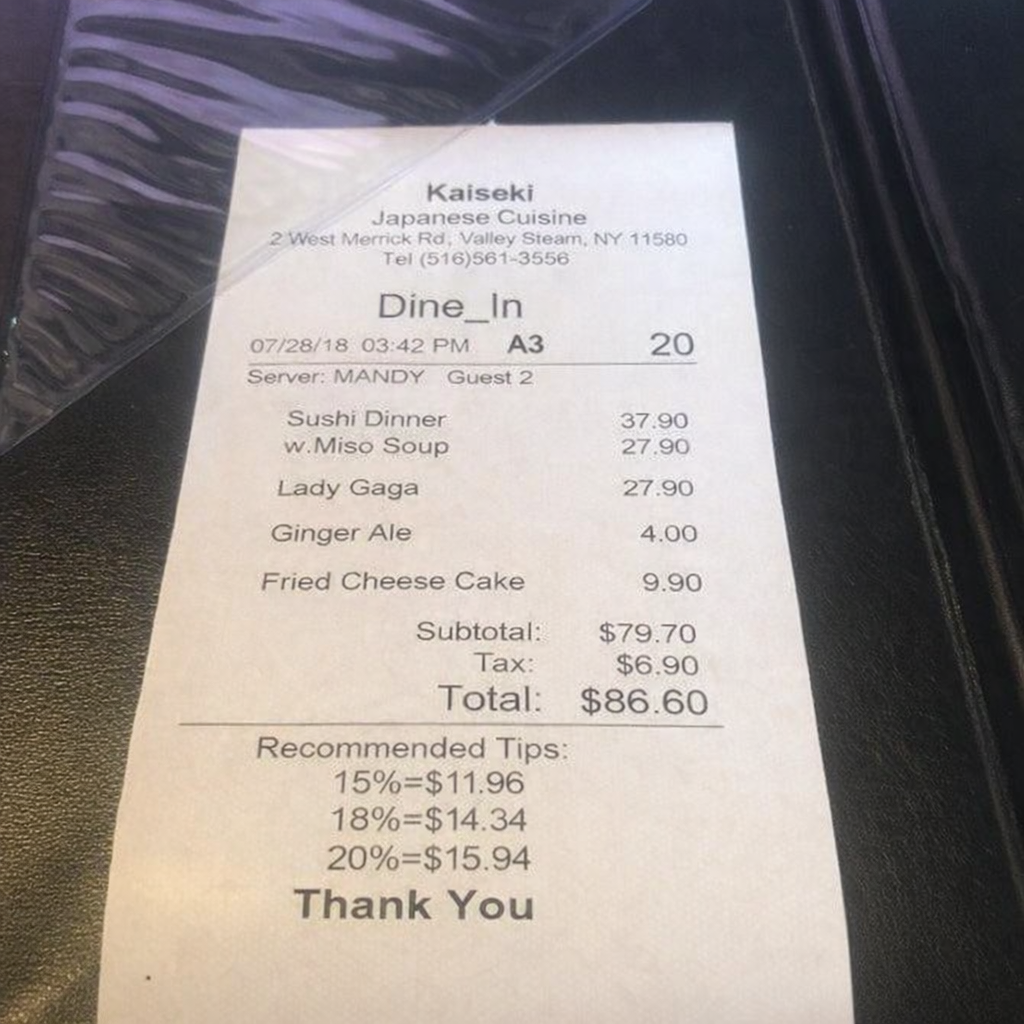 Kaiseki
Japanese Cuisine
2 West Merrick Rd, Valley Steam, NY 11580
Tel (516)561-3556
Dine_In
07/28/18 03:42 PM A3 20
Server: MANDY Guest 2
Sushi Dinner 37.90
w.Miso Soup 27.90
Lady Gaga 27.90
Ginger Ale 4.00
Fried Cheese Cake 9.90
Subtotal: $79.70
Tax: $6.90
Total: $86.60
Recommended Tips:
15%=$11.96
18%=$14.34
20%=$15.94
Thank You